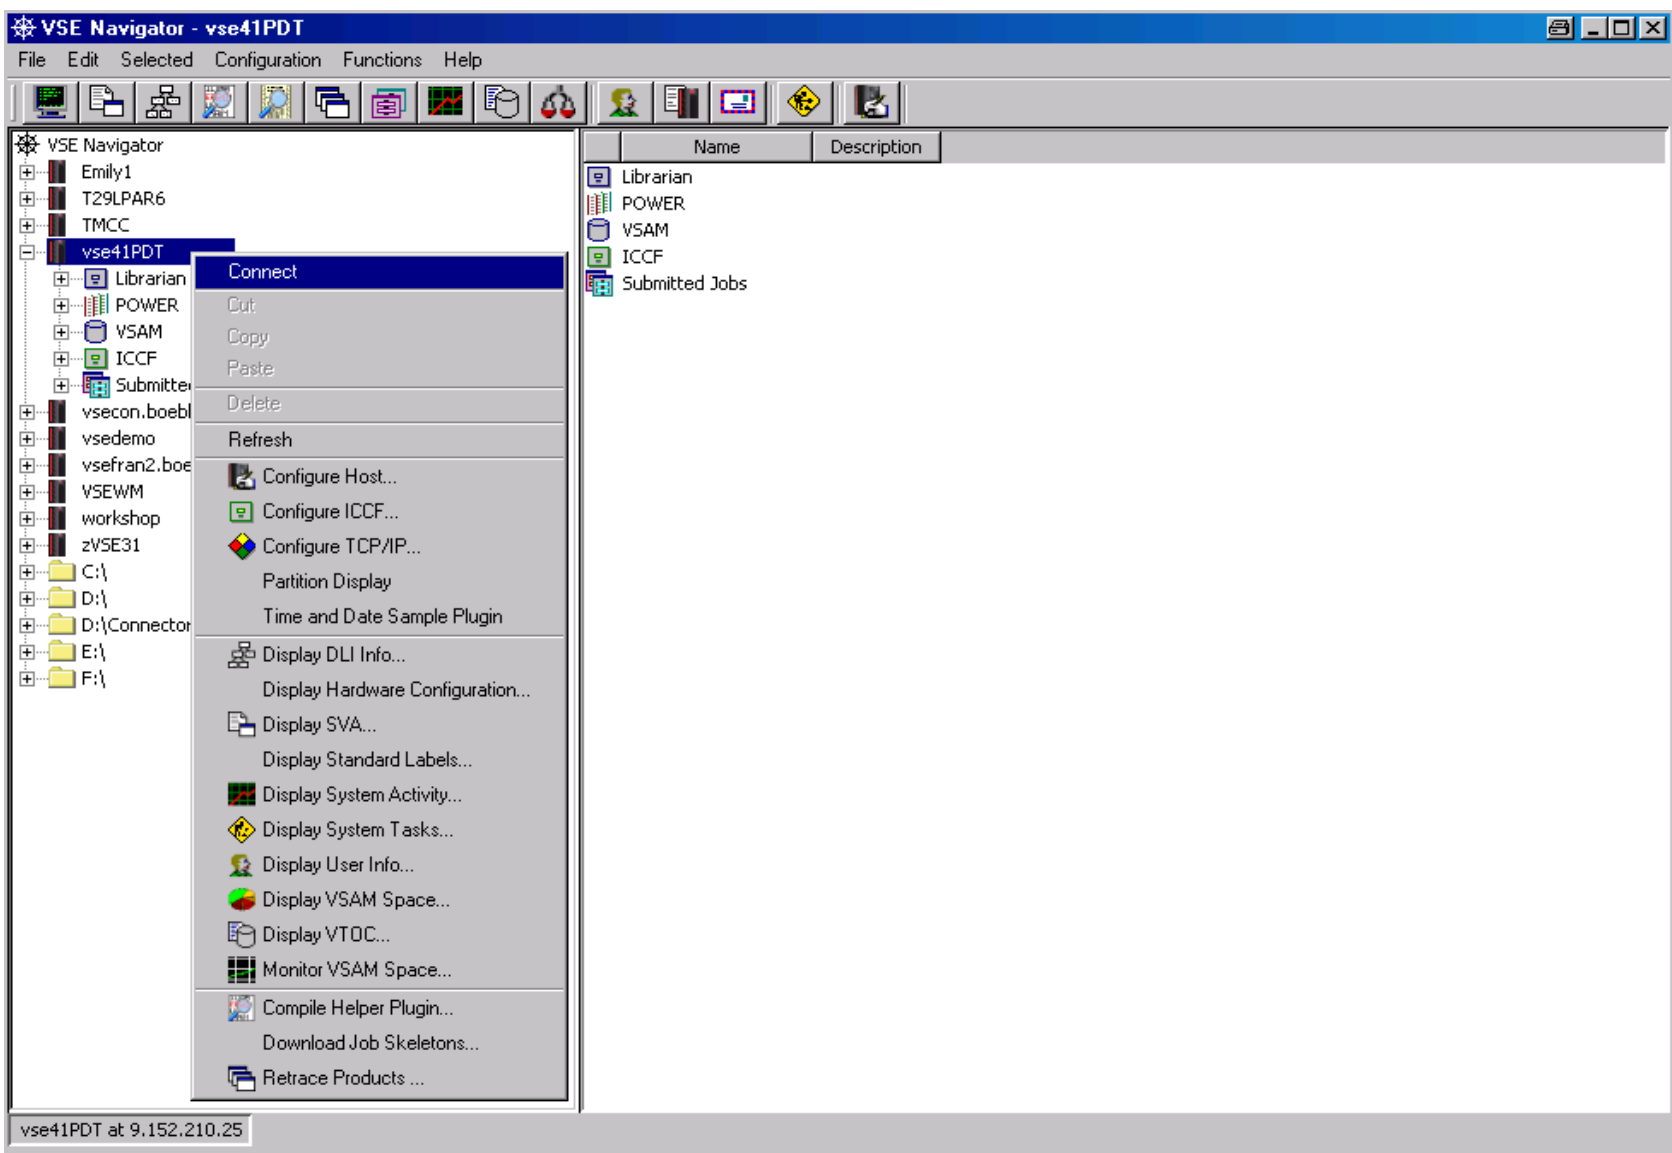 VSE Navigator - vse41PDT
File Edit Selected Configuration Functions Help
VSE Navigator
Emily1
T29LPAR6
TMCC
vse41PDT
Librarian
POWER
VSAM
ICCF
Submitte
vsecon.boebl
vsedemo
vsefran2.boe
VSEWM
workshop
zVSE31
C:\
D:\
D:\Connector
E:\
F:\
Connect
Cut
Copy
Paste
Delete
Refresh
Configure Host...
Configure ICCF...
Configure TCP/IP...
Partition Display
Time and Date Sample Plugin
Display DLI Info...
Display Hardware Configuration...
Display SVA...
Display Standard Labels...
Display System Activity...
Display System Tasks...
Display User Info...
Display VSAM Space...
Display VTOC...
Monitor VSAM Space...
Compile Helper Plugin...
Download Job Skeletons...
Retrace Products ...
Name Description
Librarian
POWER
VSAM
ICCF
Submitted Jobs
vse41PDT at 9.152.210.25